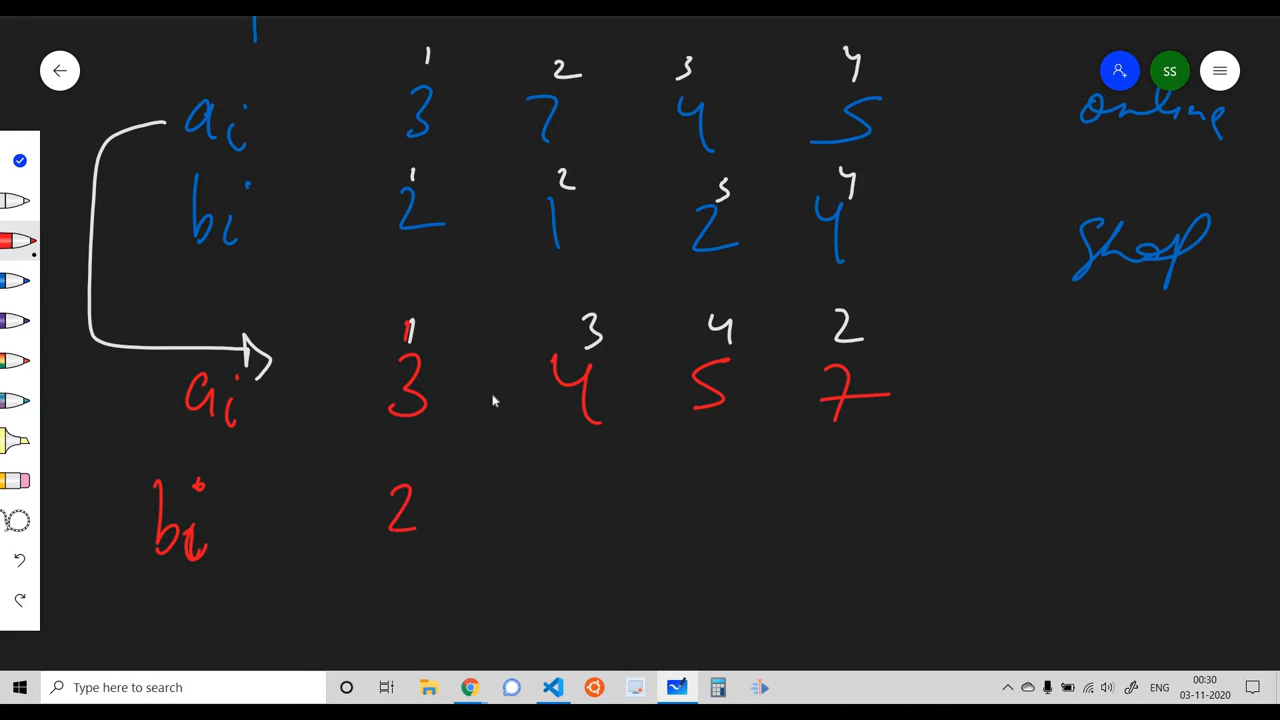 1 2 3 4
SS
ai 3 7 4 5 online
1 2 3 4
bi 2 1 2 4 shop
1 3 4 2
ai 3 4 5 7
bi 2
Type here to search
ENG
00:30
03-11-2020